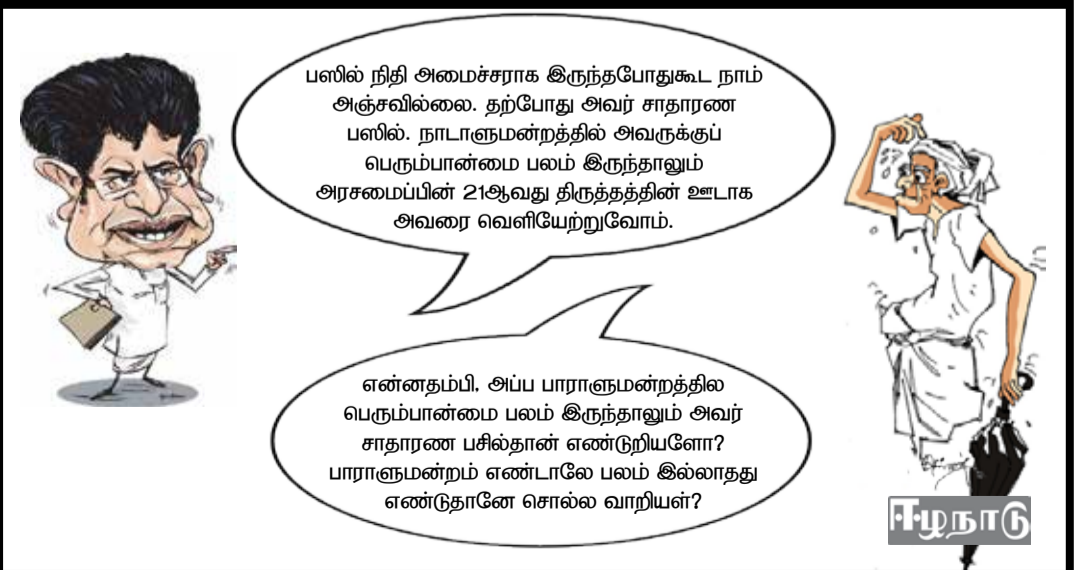 பஸில் நிதி அமைச்சராக இருந்தபோதுகூட நாம்
அஞ்சவில்லை. தற்போது அவர் சாதாரண
பஸில். நாடாளுமன்றத்தில் அவருக்குப்
பெரும்பான்மை பலம் இருந்தாலும்
அரசமைப்பின் 21ஆவது திருத்தத்தின் ஊடாக
அவரை வெளியேற்றுவோம்.
என்னதம்பி, அப்ப பாராளுமன்றத்தில
பெரும்பான்மை பலம் இருந்தாலும் அவர்
சாதாரண பசில்தான் எண்டுறியளோ?
பாராளுமன்றம் எண்டாலே பலம் இல்லாதது
எண்டுதானே சொல்ல வாறியள்?
ஈழநாடு